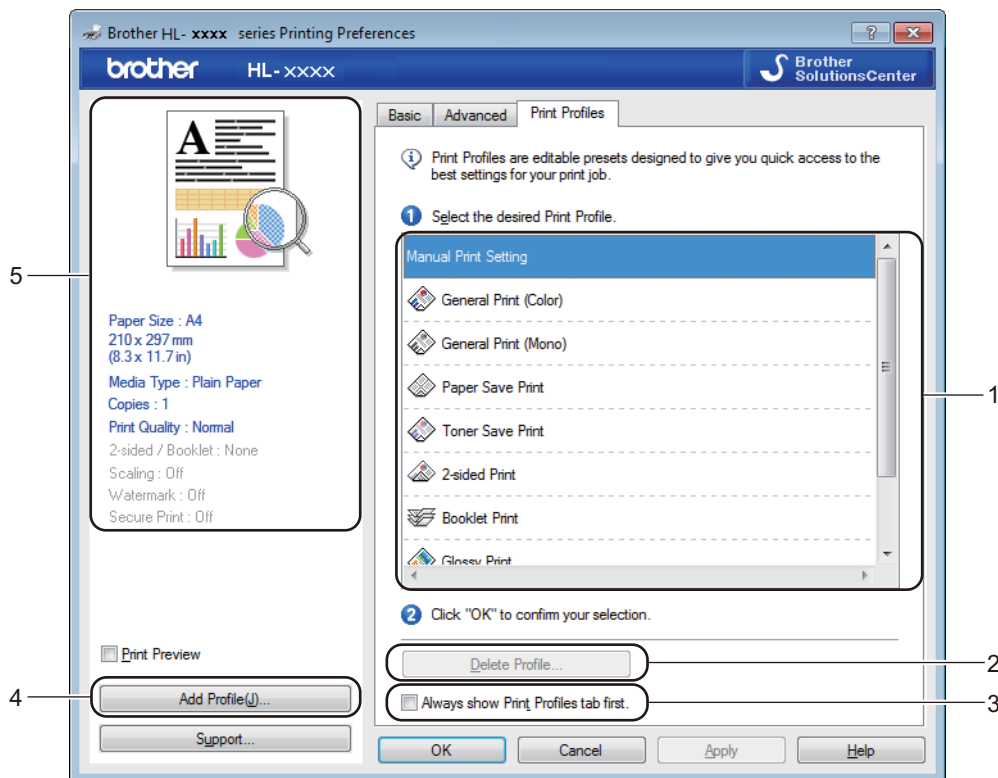 Brother HL- xxxx series Printing Preferences
brother HL-xxxx
Brother
SolutionsCenter
A
Paper Size : A4
210 x 297 mm
(8.3 x 11.7 in)
Media Type : Plain Paper
Copies : 1
Print Quality : Normal
2-sided / Booklet : None
Scaling : Off
Watermark : Off
Secure Print : Off
Print Preview
Add Profile(J)...
Support...
Basic Advanced Print Profiles
Print Profiles are editable presets designed to give you quick access to the
best settings for your print job.
1 Select the desired Print Profile.
Manual Print Setting
General Print (Color)
General Print (Mono)
Paper Save Print
Toner Save Print
2-sided Print
Booklet Print
Glossy Print
2 Click "OK" to confirm your selection.
Delete Profile...
Always show Print Profiles tab first.
OK Cancel Apply Help
1
2
3
4
5